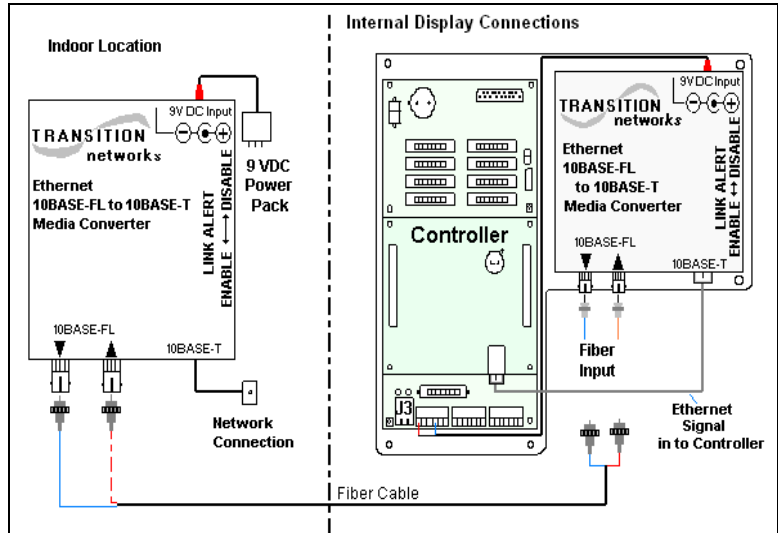 Indoor Location
9V DC Input
TRANSITION
networks
Ethernet
10BASE-FL to 10BASE-T
Media Converter
LINK ALERT
ENABLE ←→ DISABLE
10BASE-FL
10BASE-T
9 VDC
Power
Pack
Network
Connection
Internal Display Connections
Controller
J3
9V DC Input
TRANSITION
networks
Ethernet
10BASE-FL
to 10BASE-T
Media Converter
LINK ALERT
ENABLE ↔ DISABLE
10BASE-FL
10BASE-T
Fiber
Input
Ethernet
Signal
in to Controller
Fiber Cable